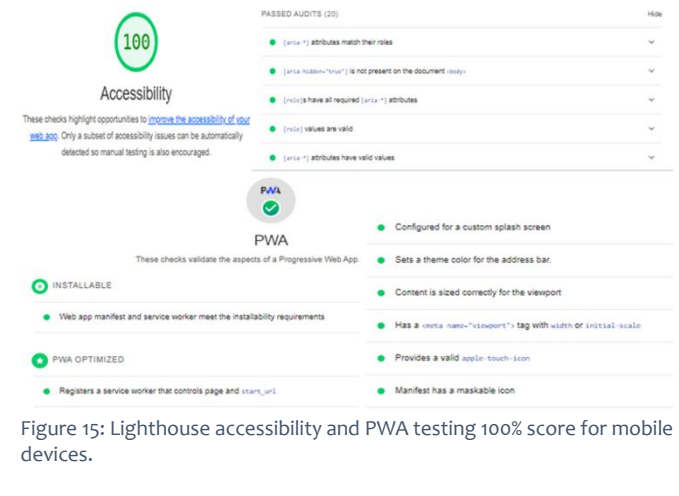 100
Accessibility
These checks highlight opportunities to improve the accessibility of your
web app. Only a subset of accessibility issues can be automatically
detected so manual testing is also encouraged.
PASSED AUDITS (20)
Hide
[aria-*] attributes match their roles
[aria-hidden="true"] is not present on the document <body>
[role]s have all required [aria-*] attributes
[role] values are valid
[aria-*] attributes have valid values
PWA
PWA
These checks validate the aspects of a Progressive Web App.
INSTALLABLE
Web app manifest and service worker meet the installability requirements
PWA OPTIMIZED
Registers a service worker that controls page and start_url
Configured for a custom splash screen
Sets a theme color for the address bar.
Content is sized correctly for the viewport
Has a <meta name="viewport"> tag with width or initial-scale
Provides a valid apple-touch-icon
Manifest has a maskable icon
Figure 15: Lighthouse accessibility and PWA testing 100% score for mobile
devices.